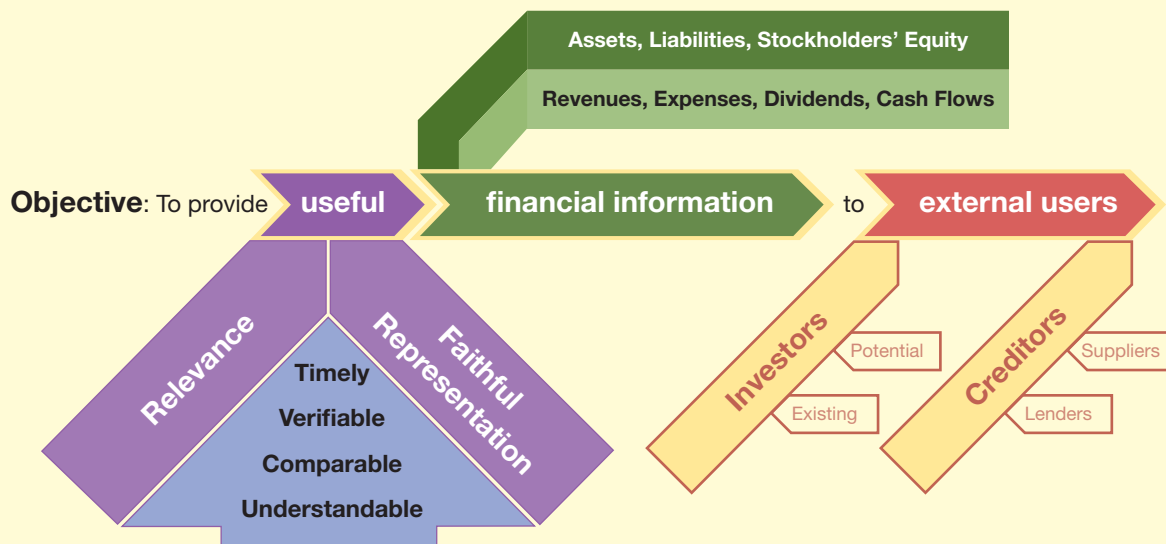 Assets, Liabilities, Stockholders’ Equity
Revenues, Expenses, Dividends, Cash Flows
Objective: To provide useful financial information to external users
Relevance
Faithful
Representation
Timely
Verifiable
Comparable
Understandable
Investors
Potential
Existing
Creditors
Suppliers
Lenders